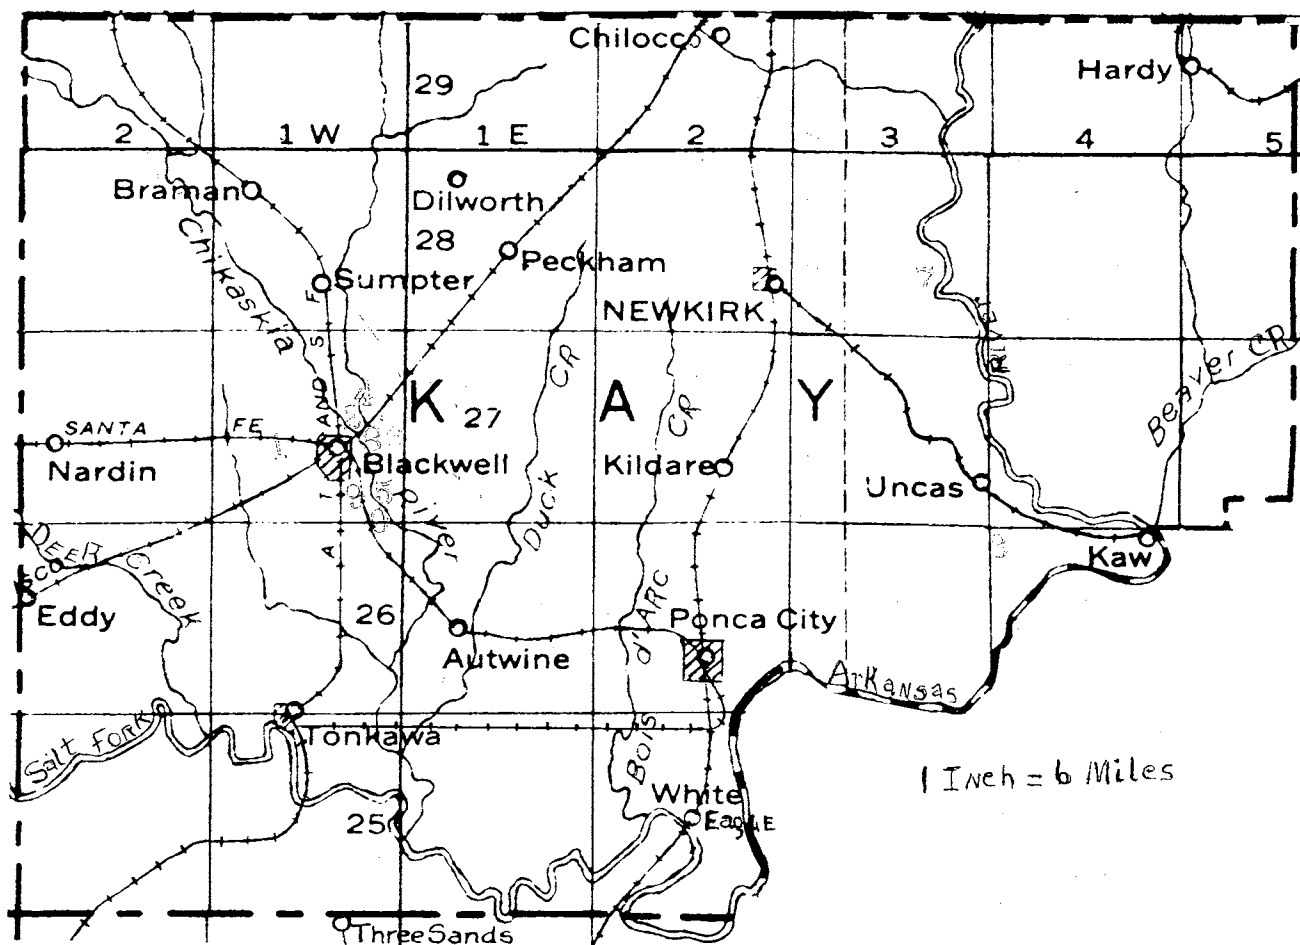 Chilocco
Hardy
29
2
1 W
1 E
2
3
4
5
Braman
Dilworth
Chikaskia
28
Peckham
Sumpter
NEWKIRK
RIVER
Beaver CR
S F
AND
K
A
Y
27
CR
CR
SANTA FE
Nardin
Blackwell
Kildare
Uncas
River
Duck
DEER Creek
Kaw
Eddy
A T
26
d'ARC
Ponca City
Autwine
Arkansas
Salt FORK
Tonkawa
Bois
1 Inch = 6 Miles
White
Eagle
25
Three Sands